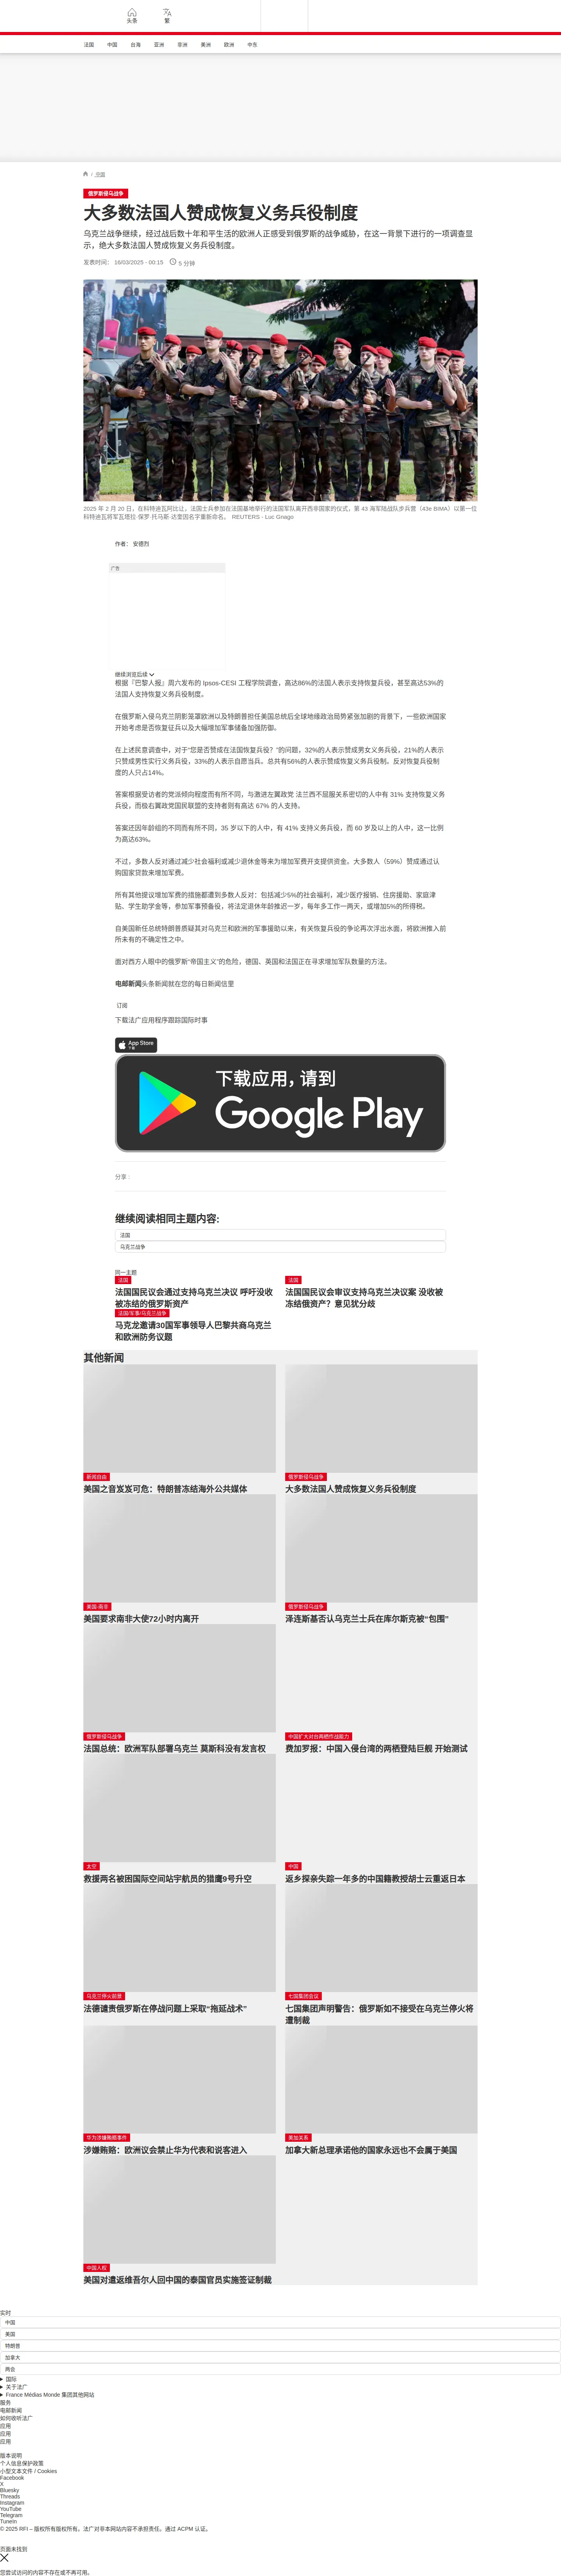 头条
繁
法国 中国 台海 亚洲 非洲 美洲 欧洲 中东
/ 中国
俄罗斯侵乌战争
大多数法国人赞成恢复义务兵役制度
乌克兰战争继续，经过战后数十年和平生活的欧洲人正感受到俄罗斯的战争威胁，在这一背景下进行的一项调查显
示，绝大多数法国人赞成恢复义务兵役制度。
发表时间： 16/03/2025 - 00:15 5 分钟
2025 年 2 月 20 日，在科特迪瓦阿比让，法国士兵参加在法国基地举行的法国军队离开西非国家的仪式，第 43 海军陆战队步兵营（43e BIMA）以第一位
科特迪瓦将军瓦塔拉·保罗·托马斯·达奎因名字重新命名。 REUTERS - Luc Gnago
作者： 安德烈
广告
继续浏览后续
根据『巴黎人报』周六发布的 Ipsos-CESI 工程学院调查，高达86%的法国人表示支持恢复兵役，甚至高达53%的
法国人支持恢复义务兵役制度。
在俄罗斯入侵乌克兰阴影笼罩欧洲以及特朗普担任美国总统后全球地缘政治局势紧张加剧的背景下，一些欧洲国家
开始考虑是否恢复征兵以及大幅增加军事储备加强防御。
在上述民意调查中，对于“您是否赞成在法国恢复兵役？”的问题，32%的人表示赞成男女义务兵役，21%的人表示
只赞成男性实行义务兵役，33%的人表示自愿当兵。总共有56%的人表示赞成恢复义务兵役制。反对恢复兵役制
度的人只占14%。
答案根据受访者的党派倾向程度而有所不同，与激进左翼政党 法兰西不屈服关系密切的人中有 31% 支持恢复义务
兵役，而极右翼政党国民联盟的支持者则有高达 67% 的人支持。
答案还因年龄组的不同而有所不同，35 岁以下的人中，有 41% 支持义务兵役，而 60 岁及以上的人中，这一比例
为高达63%。
不过，多数人反对通过减少社会福利或减少退休金等来为增加军费开支提供资金。大多数人（59%）赞成通过认
购国家贷款来增加军费。
所有其他提议增加军费的措施都遭到多数人反对：包括减少5%的社会福利，减少医疗报销、住房援助、家庭津
贴、学生助学金等，参加军事预备役，将法定退休年龄推迟一岁，每年多工作一两天，或增加5%的所得税。
自美国新任总统特朗普质疑其对乌克兰和欧洲的军事援助以来，有关恢复兵役的争论再次浮出水面，将欧洲推入前
所未有的不确定性之中。
面对西方人眼中的俄罗斯“帝国主义”的危险，德国、英国和法国正在寻求增加军队数量的方法。
电邮新闻头条新闻就在您的每日新闻信里
订阅
下载法广应用程序跟踪国际时事
App Store
下载
下载应用，请到
Google Play
分享 :
继续阅读相同主题内容:
法国
乌克兰战争
同一主题
法国
法国国民议会通过支持乌克兰决议 呼吁没收
被冻结的俄罗斯资产
法国
法国国民议会审议支持乌克兰决议案 没收被
冻结俄资产？意见犹分歧
法国/军事/乌克兰战争
马克龙邀请30国军事领导人巴黎共商乌克兰
和欧洲防务议题
其他新闻
新闻自由
美国之音岌岌可危：特朗普冻结海外公共媒体
俄罗斯侵乌战争
大多数法国人赞成恢复义务兵役制度
美国-南非
美国要求南非大使72小时内离开
俄罗斯侵乌战争
泽连斯基否认乌克兰士兵在库尔斯克被“包围”
俄罗斯侵乌战争
法国总统：欧洲军队部署乌克兰 莫斯科没有发言权
中国扩大对台两栖作战能力
费加罗报：中国入侵台湾的两栖登陆巨舰 开始测试
太空
救援两名被困国际空间站宇航员的猎鹰9号升空
中国
返乡探亲失踪一年多的中国籍教授胡士云重返日本
乌克兰停火前景
法德谴责俄罗斯在停战问题上采取“拖延战术”
七国集团会议
七国集团声明警告：俄罗斯如不接受在乌克兰停火将
遭制裁
华为涉嫌贿赂事件
涉嫌贿赂：欧洲议会禁止华为代表和说客进入
美加关系
加拿大新总理承诺他的国家永远也不会属于美国
中国人权
美国对遣返维吾尔人回中国的泰国官员实施签证制裁
实时
中国
美国
特朗普
加拿大
两会
国际
关于法广
France Médias Monde 集团其他网站
服务
电邮新闻
如何收听法广
应用
应用
应用
版本说明
个人信息保护政策
小型文本文件 / Cookies
Facebook
X
Bluesky
Threads
Instagram
YouTube
Telegram
TuneIn
© 2025 RFI – 版权所有版权所有。法广对非本网站内容不承担责任。通过 ACPM 认证。
页面未找到
您尝试访问的内容不存在或不再可用。